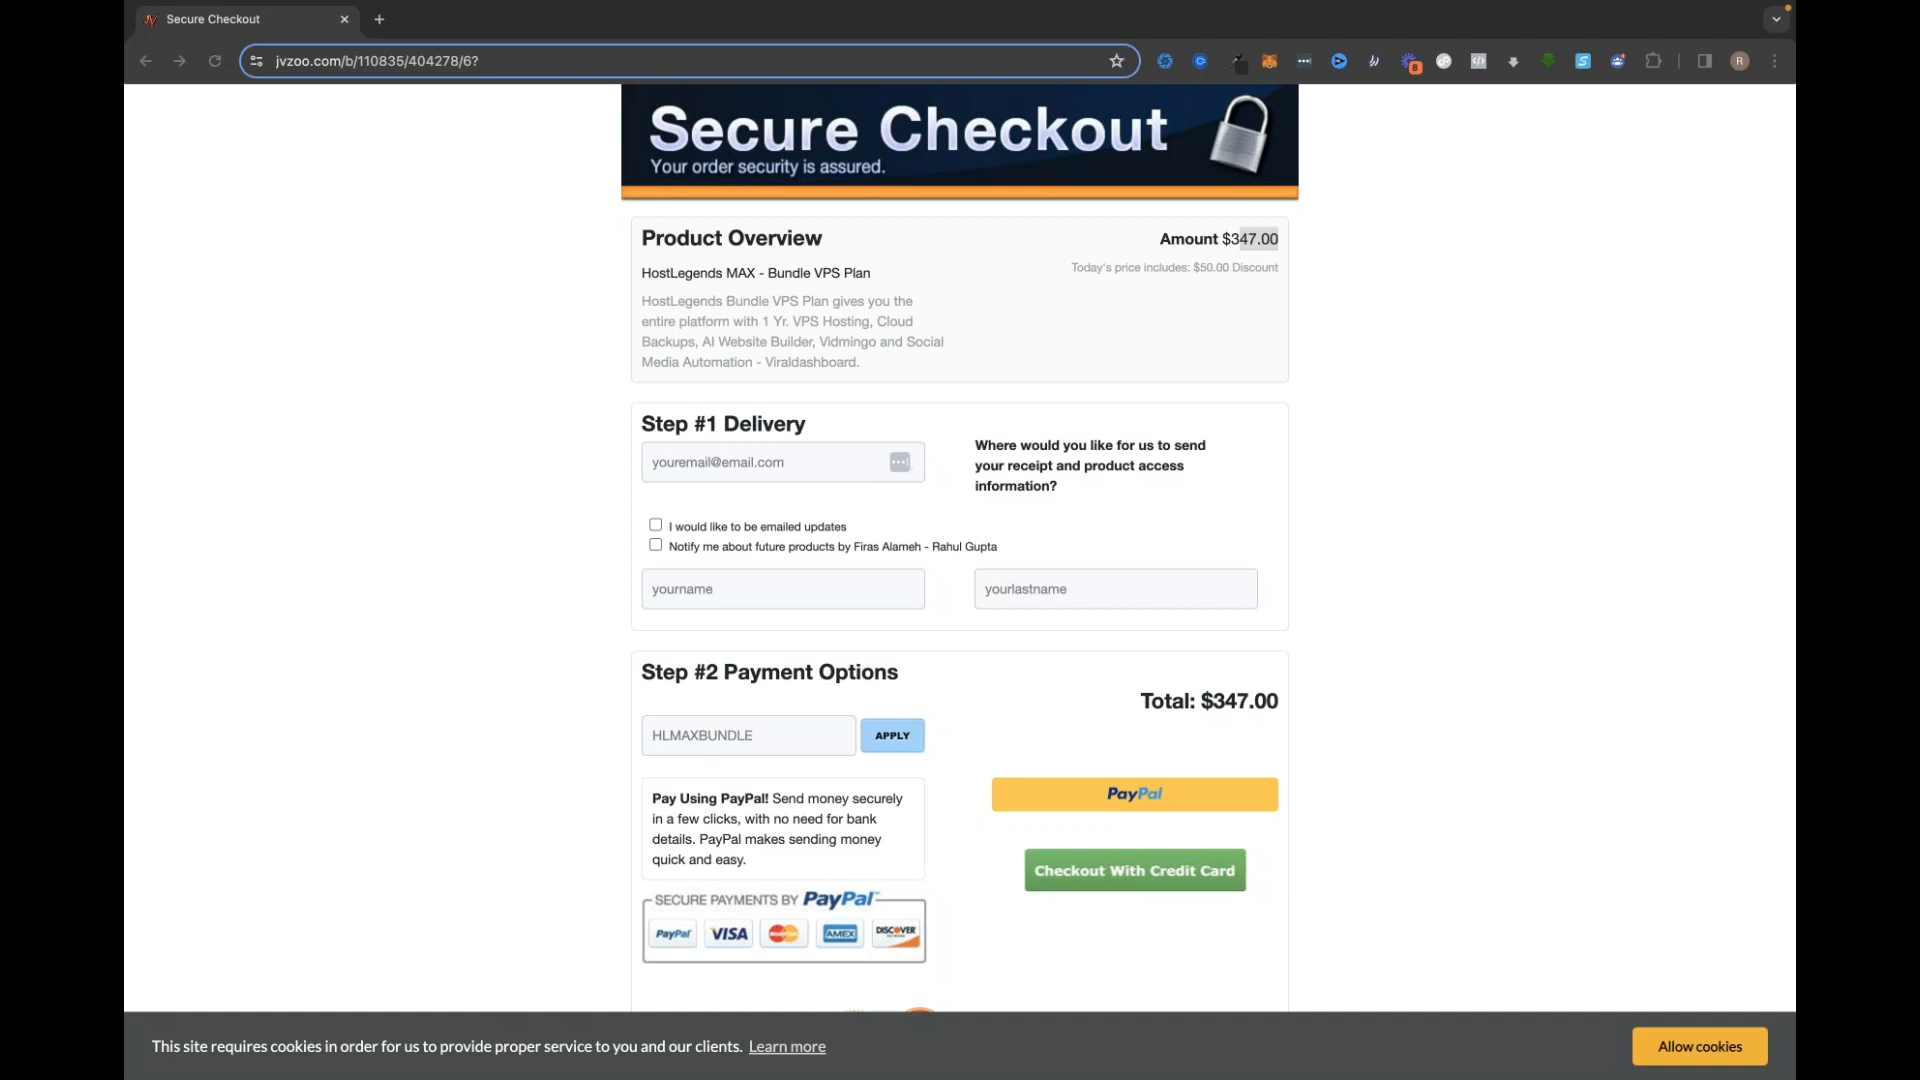 Secure Checkout
jvzoo.com/b/110835/404278/6?
8
R
Secure Checkout
Your order security is assured.
Product Overview
Amount $347.00
HostLegends MAX - Bundle VPS Plan
Today's price includes: $50.00 Discount
HostLegends Bundle VPS Plan gives you the
entire platform with 1 Yr. VPS Hosting, Cloud
Backups, AI Website Builder, Vidmingo and Social
Media Automation - Viraldashboard.
Step #1 Delivery
youremail@email.com
Where would you like for us to send
your receipt and product access
information?
I would like to be emailed updates
Notify me about future products by Firas Alameh - Rahul Gupta
yourname
yourlastname
Step #2 Payment Options
Total: $347.00
HLMAXBUNDLE
APPLY
Pay Using PayPal! Send money securely
in a few clicks, with no need for bank
details. PayPal makes sending money
quick and easy.
PayPal
Checkout With Credit Card
SECURE PAYMENTS BY PayPal
PayPal VISA MasterCard AMEX DISCOVER
This site requires cookies in order for us to provide proper service to you and our clients. Learn more
Allow cookies